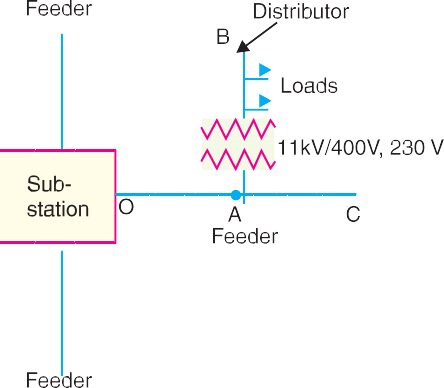 Feeder
Distributor
B
Loads
11kV/400V, 230 V
Sub-
station
O
A
C
Feeder
Feeder